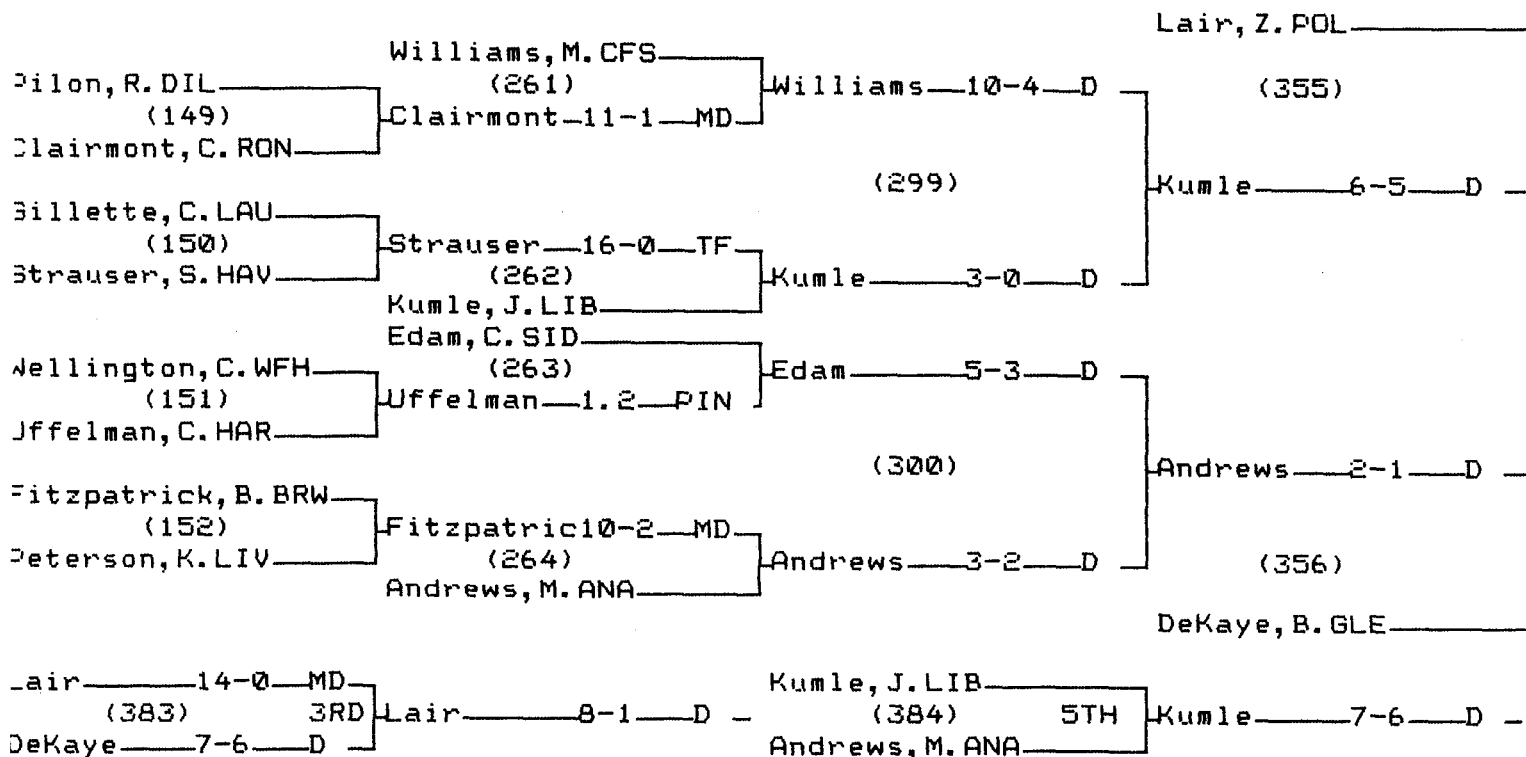 Lair, Z. POL
Williams, M. CFS
Pilon, R. DIL (261) Williams 10-4 D (355)
(149) Clairmont 11-1 MD
Clairmont, C. RON
(299) Kumle 6-5 D
Gillette, C. LAU
(150) Strauser 16-0 TF
Strauser, S. HAV (262) Kumle 3-0 D
Kumle, J. LIB
Edam, C. SID
Wellington, C. WFH (263) Edam 5-3 D
(151) Uffelman 1.2 PIN
Uffelman, C. HAR
(300) Andrews 2-1 D
Fitzpatrick, B. BRW
(152) Fitzpatric 10-2 MD
Peterson, K. LIV (264) Andrews 3-2 D (356)
Andrews, M. ANA
DeKaye, B. GLE
Lair 14-0 MD Kumle, J. LIB
(383) 3RD Lair 8-1 D (384) 5TH Kumle 7-6 D
DeKaye 7-6 D Andrews, M. ANA